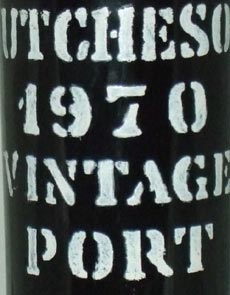 UTCHESO
1970
VINTAGE
PORT